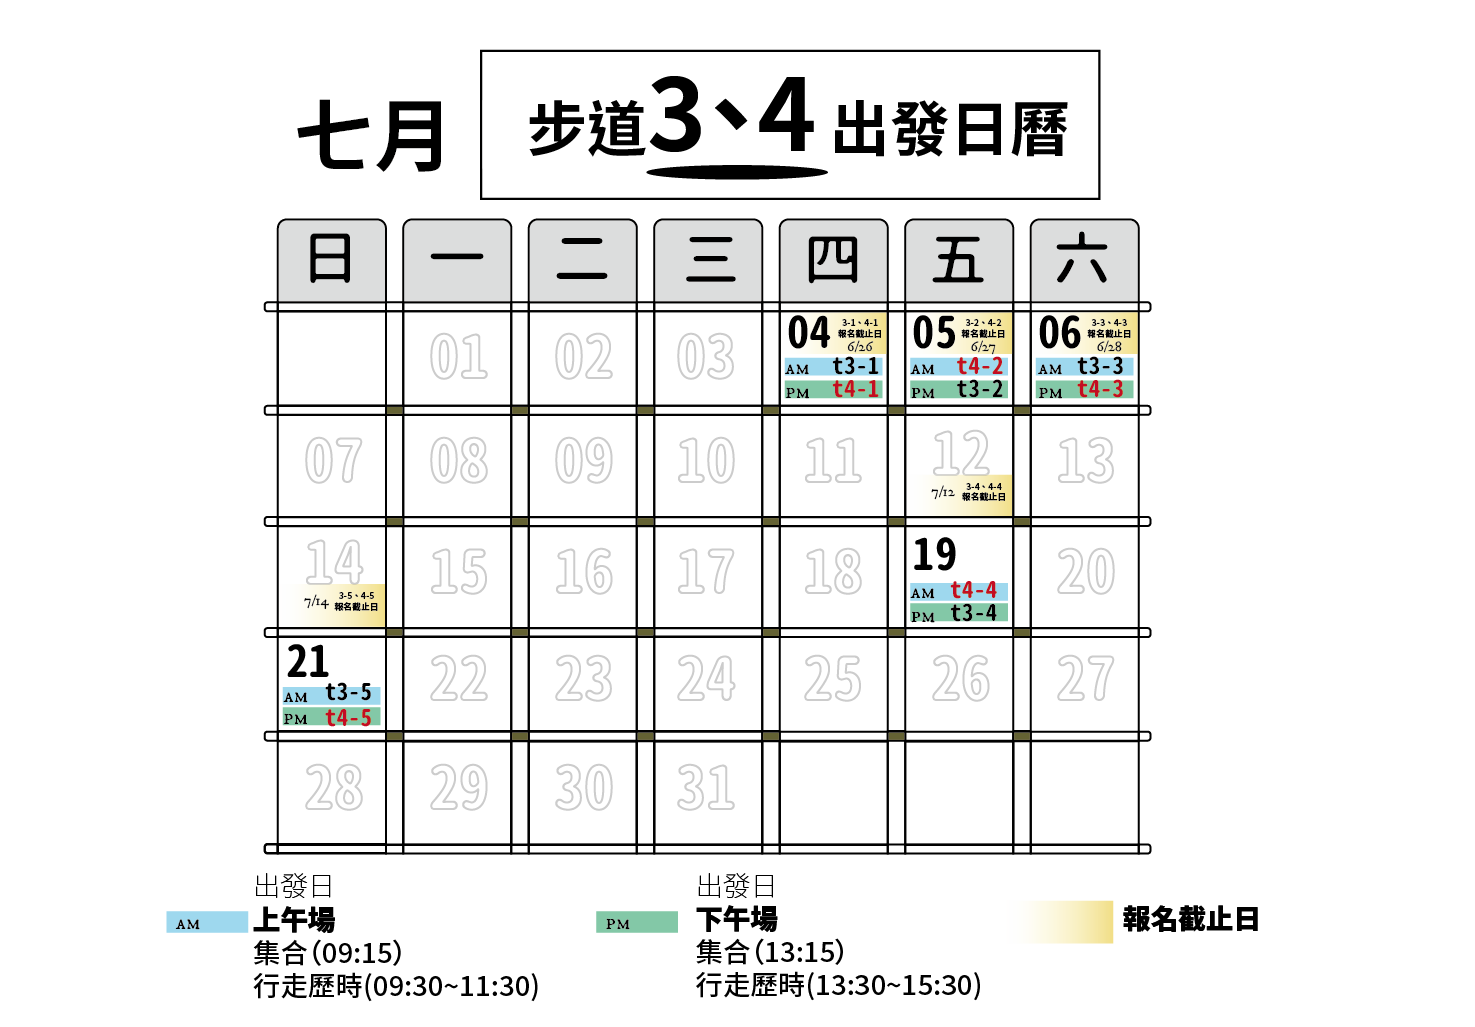 七月
步道3、4出發日曆
日 一 二 三 四 五 六
01 02 03
04
3-1、4-1
報名截止日
6/26
AM t3-1
PM t4-1
05
3-2、4-2
報名截止日
6/27
AM t4-2
PM t3-2
06
3-3、4-3
報名截止日
6/28
AM t3-3
PM t4-3
07 08 09 10 11 12 13
7/12
3-4、4-4
報名截止日
14
7/14
3-5、4-5
報名截止日
15 16 17 18
19
AM t4-4
PM t3-4
20
21
AM t3-5
PM t4-5
22 23 24 25 26 27
28 29 30 31
AM
出發日
上午場
集合(09:15)
行走歷時(09:30~11:30)
PM
出發日
下午場
集合(13:15)
行走歷時(13:30~15:30)
報名截止日